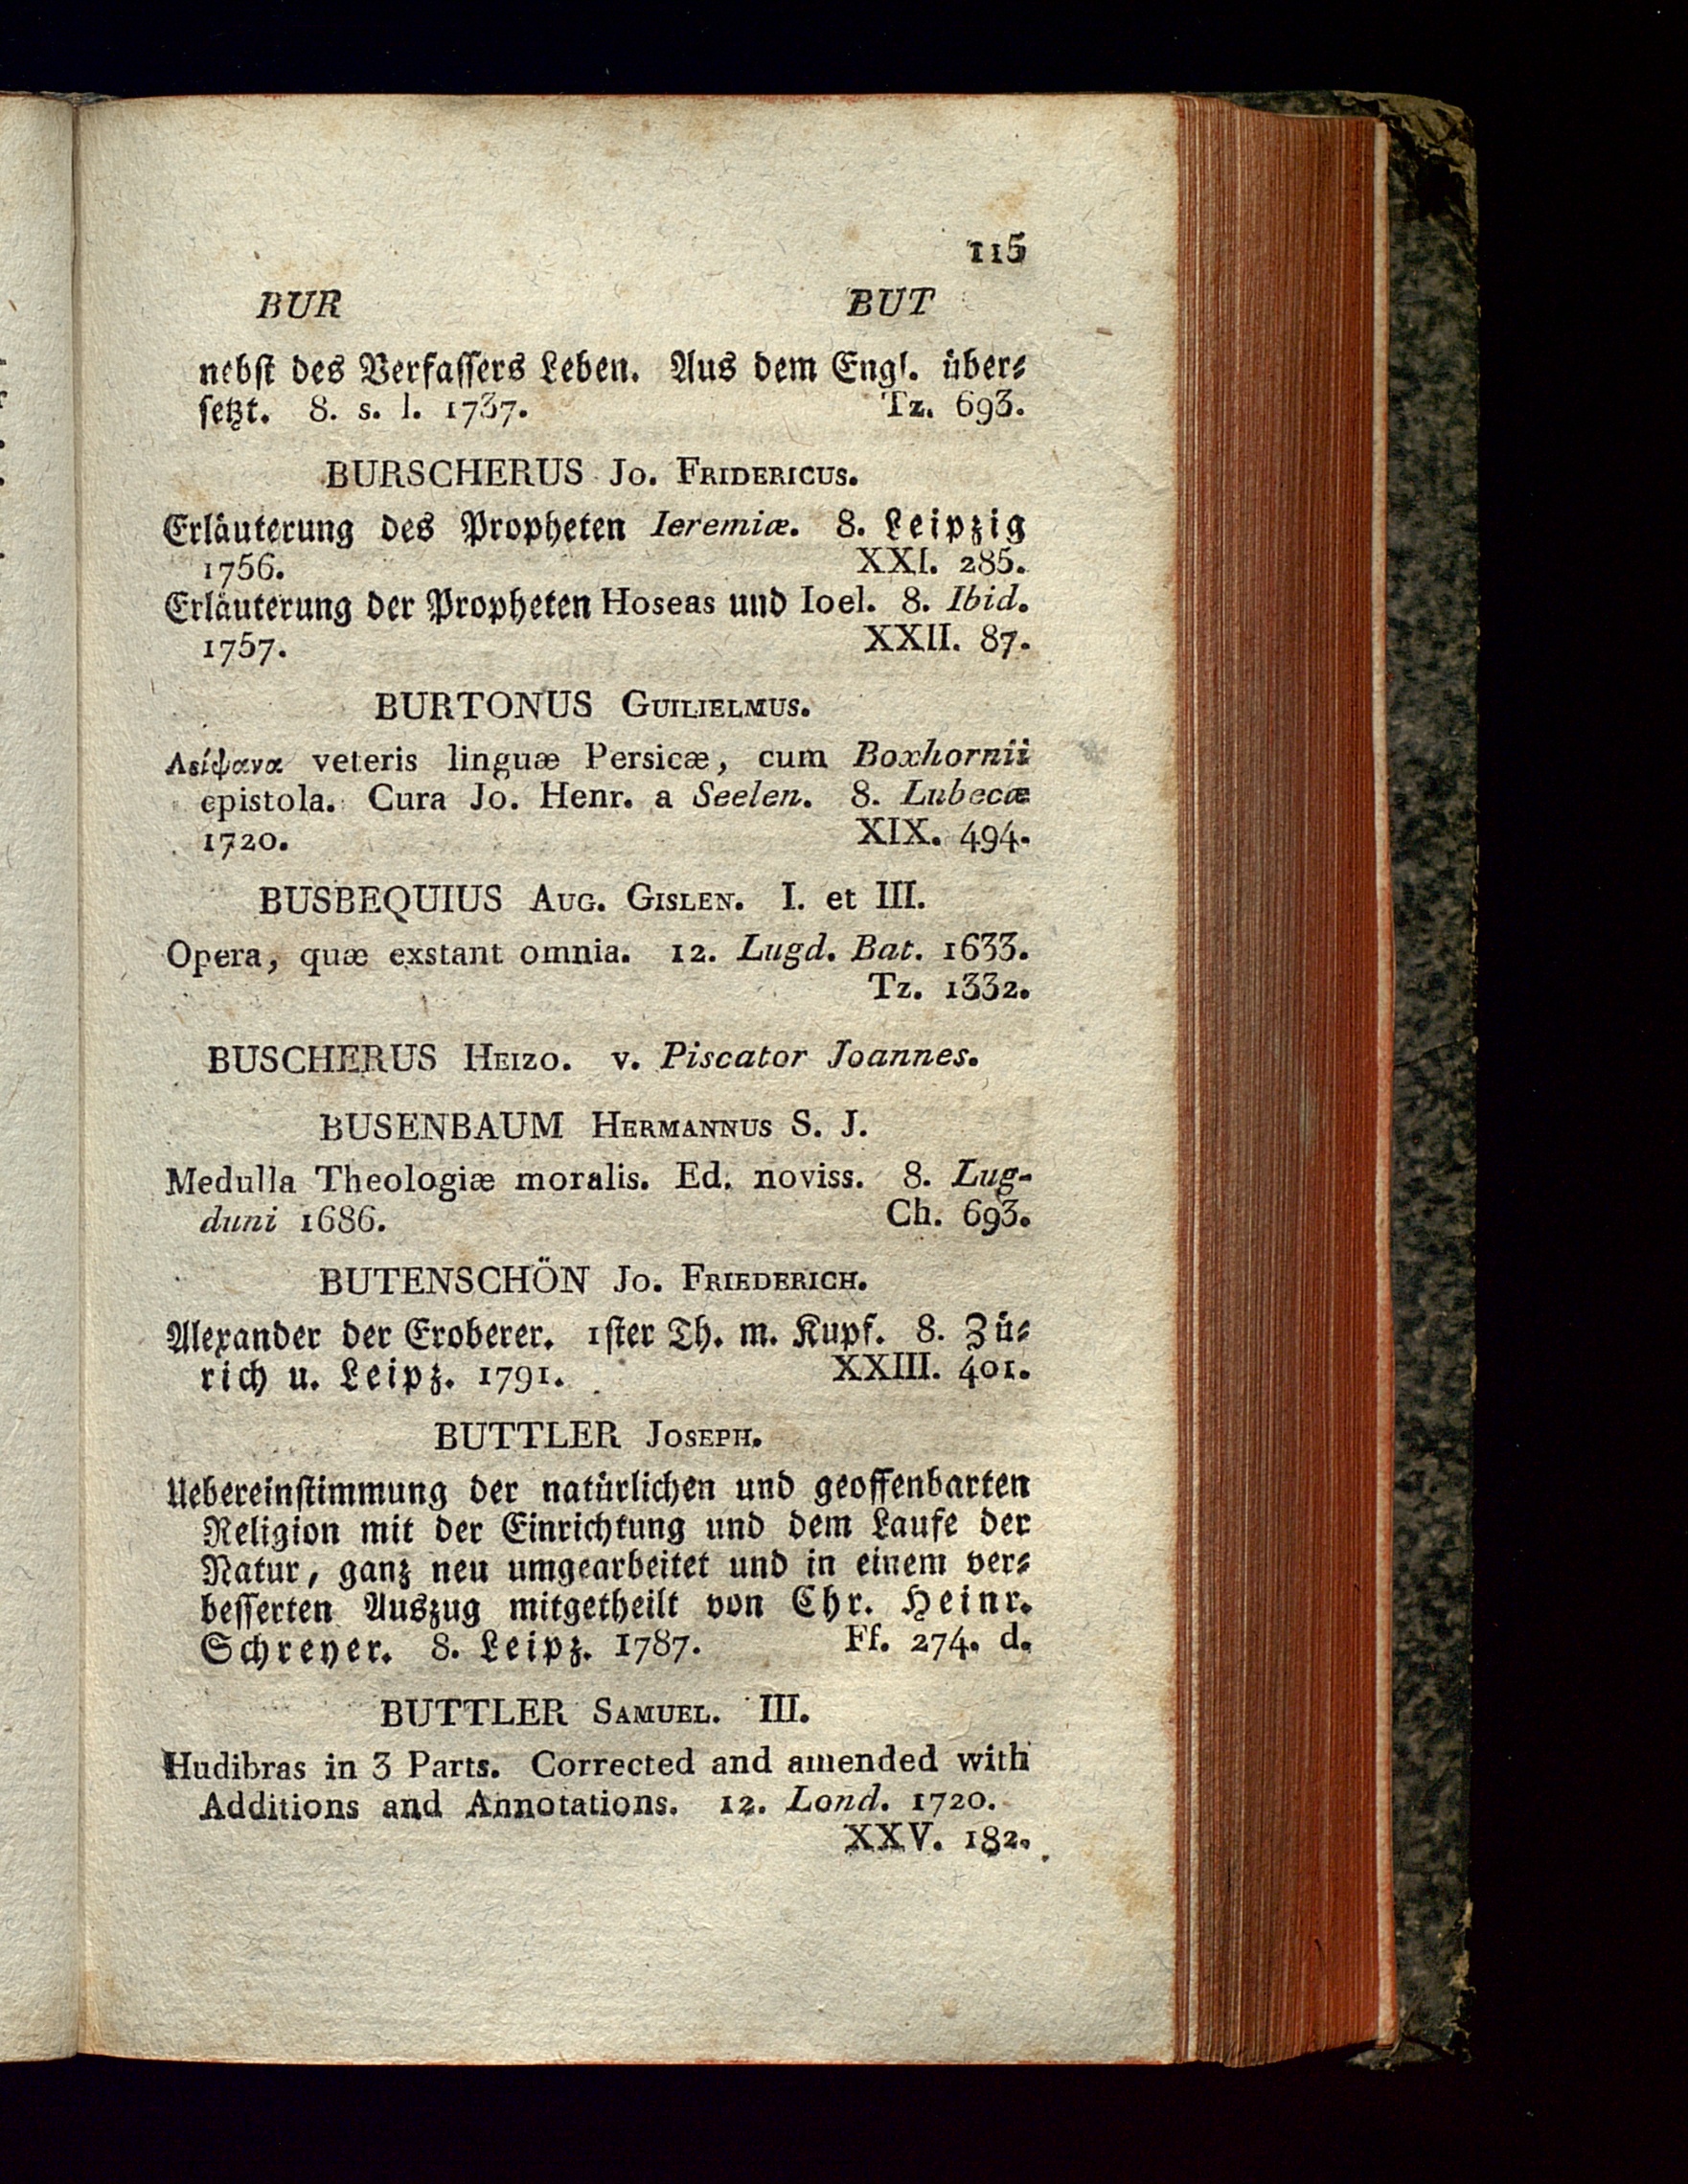 115
BUR BUT
nebst des Verfassers Leben. Aus dem Engl. über-
setzt. 8. s. l. 1737. Tz. 693.
BURSCHERUS Jo. Fridericus.
Erläuterung des Propheten Ieremiæ. 8. Leipzig
1756. XXI. 285.
Erläuterung der Propheten Hoseas und Ioel. 8. Ibid.
1757. XXII. 87.
BURTONUS Guilielmus.
Λείψανα veteris linguæ Persicæ, cum Boxhornii
epistola. Cura Jo. Henr. a Seelen. 8. Lubecæ
1720. XIX. 494.
BUSBEQUIUS Aug. Gislen. I. et III.
Opera, quæ exstant omnia. 12. Lugd. Bat. 1633.
Tz. 1332.
BUSCHERUS Heizo. v. Piscator Joannes.
BUSENBAUM Hermannus S. J.
Medulla Theologiæ moralis. Ed. noviss. 8. Lug-
duni 1686. Ch. 693.
BUTENSCHÖN Jo. Friederich.
Alexander der Eroberer. 1ster Th. m. Kupf. 8. Zü-
rich u. Leipz. 1791. XXIII. 401.
BUTTLER Joseph.
Uebereinstimmung der natürlichen und geoffenbarten
Religion mit der Einrichtung und dem Laufe der
Natur, ganz neu umgearbeitet und in einem ver-
besserten Auszug mitgetheilt von Chr. Heinr.
Schreyer. 8. Leipz. 1787. Ff. 274. d.
BUTTLER Samuel. III.
Hudibras in 3 Parts. Corrected and amended with
Additions and Annotations. 12. Lond. 1720.
XXV. 182.